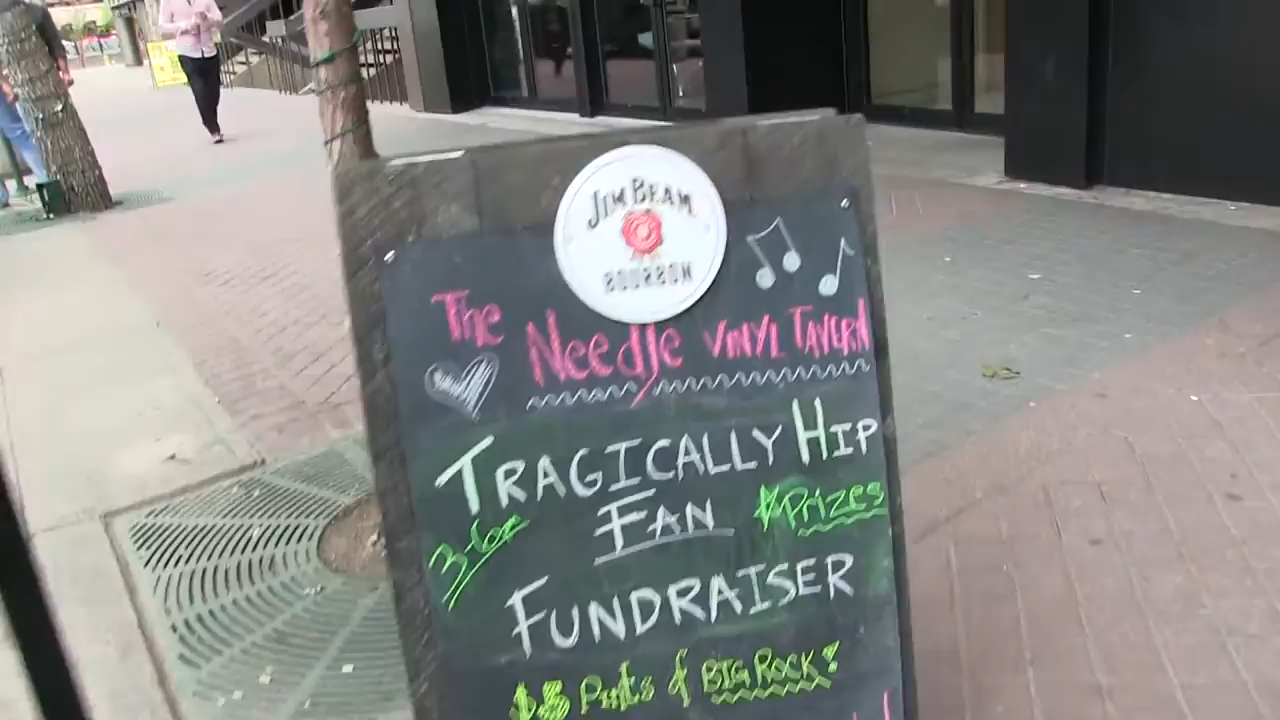 JIM BEAM
BOURBON
The Needle VINYL TAVERN
TRAGICALLY HIP
FAN
Prizes
FUNDRAISER
Pints of BIG ROCK!